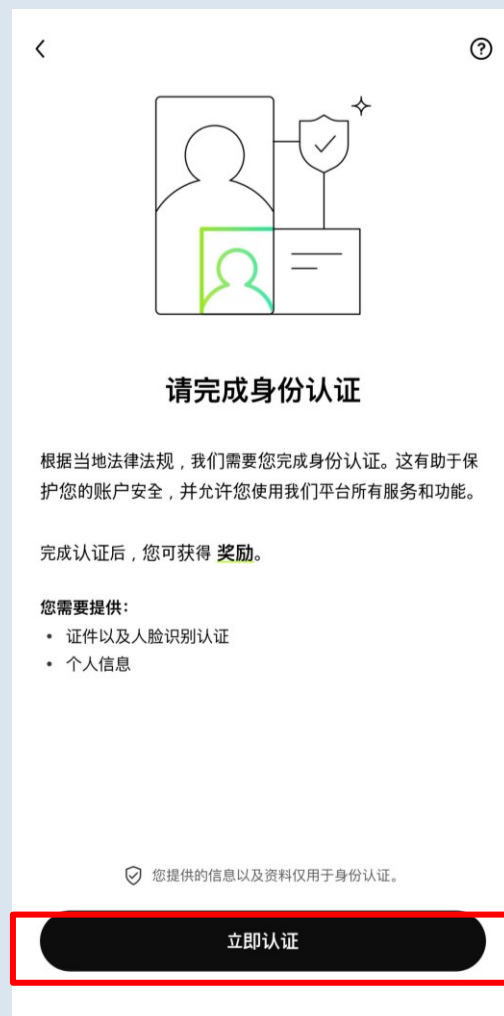 请完成身份认证
根据当地法律法规，我们需要您完成身份认证。这有助于保
护您的账户安全，并允许您使用我们平台所有服务和功能。
完成认证后，您可获得 奖励。
您需要提供：
• 证件以及人脸识别认证
• 个人信息
您提供的信息以及资料仅用于身份认证。
立即认证